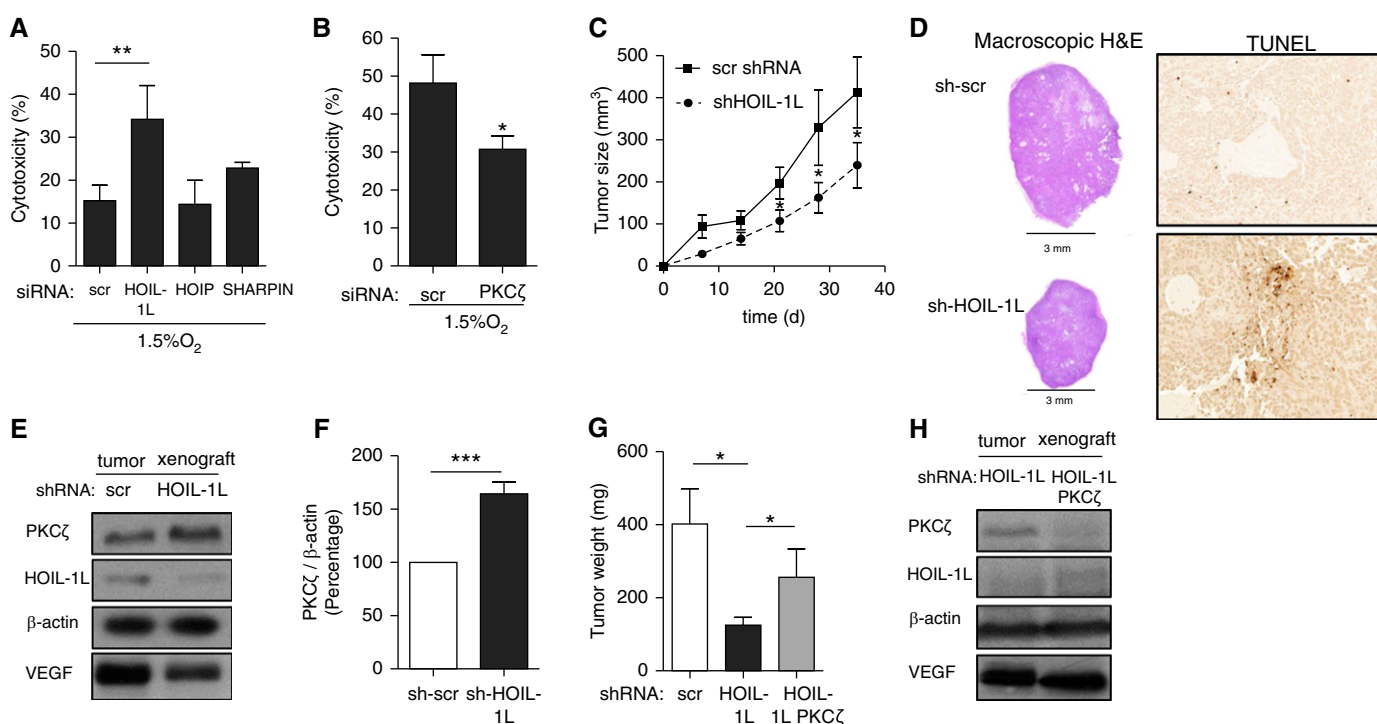 A
**
Cytotoxicity (%)
50
40
30
20
10
0
siRNA: scr HOIL-1L HOIP SHARPIN
1.5%O₂
B
Cytotoxicity (%)
60
50
40
30
20
10
0
*
siRNA: scr PKCζ
1.5%O₂
C
Tumor size (mm³)
500
400
300
200
100
0
scr shRNA
shHOIL-1L
*
*
*
0 10 20 30 40
time (d)
D
Macroscopic H&E
TUNEL
sh-scr
3 mm
sh-HOIL-1L
3 mm
E
tumor xenograft
shRNA: scr HOIL-1L
PKCζ
HOIL-1L
β-actin
VEGF
F
PKCζ / β-actin
(Percentage)
200
150
100
50
0
***
sh-scr sh-HOIL-1L
G
Tumor weight (mg)
600
400
200
0
*
*
shRNA: scr HOIL-1L HOIL-1L PKCζ
H
tumor xenograft
shRNA: HOIL-1L HOIL-1L PKCζ
PKCζ
HOIL-1L
β-actin
VEGF